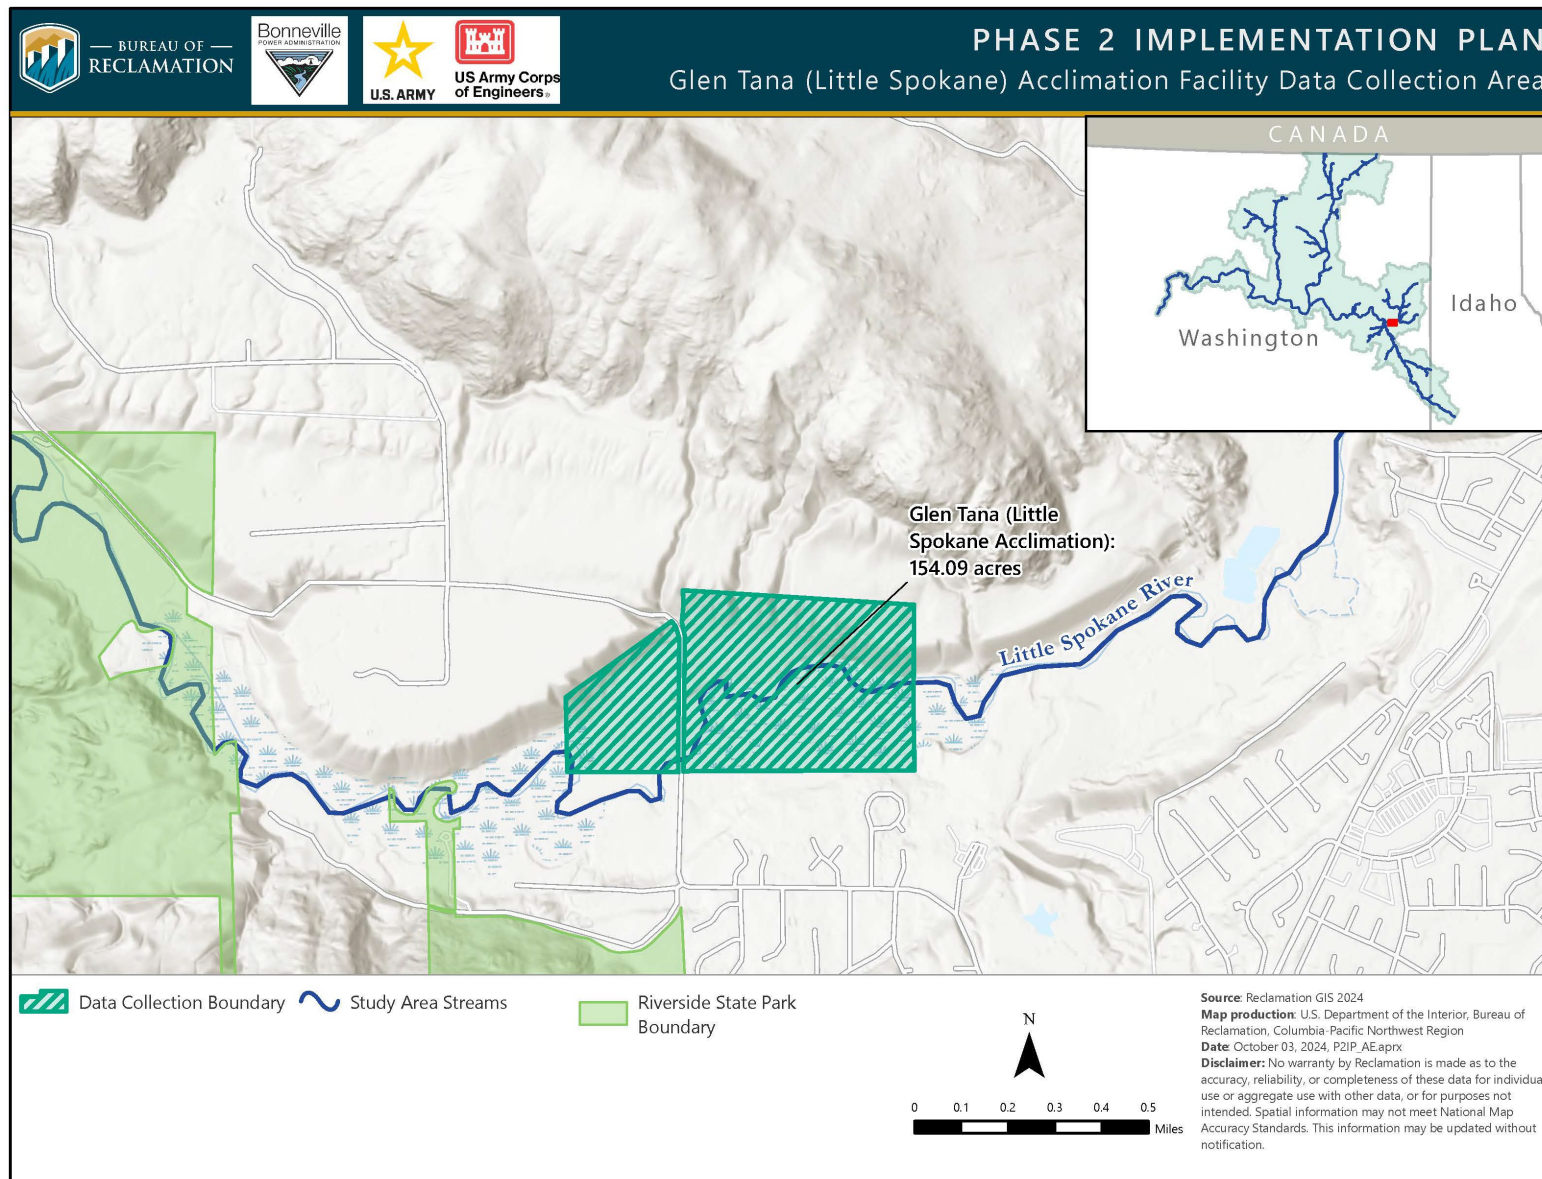 BUREAU OF
RECLAMATION
Bonneville
POWER ADMINISTRATION
U.S. ARMY
US Army Corps
of Engineers®
PHASE 2 IMPLEMENTATION PLAN
Glen Tana (Little Spokane) Acclimation Facility Data Collection Area
CANADA
Washington
Idaho
Glen Tana (Little
Spokane Acclimation):
154.09 acres
Little Spokane River
Data Collection Boundary
Study Area Streams
Riverside State Park
Boundary
N
0 0.1 0.2 0.3 0.4 0.5
Miles
Source: Reclamation GIS 2024
Map production: U.S. Department of the Interior, Bureau of
Reclamation, Columbia-Pacific Northwest Region
Date: October 03, 2024, P2IP_AE.aprx
Disclaimer: No warranty by Reclamation is made as to the
accuracy, reliability, or completeness of these data for individua
use or aggregate use with other data, or for purposes not
intended. Spatial information may not meet National Map
Accuracy Standards. This information may be updated without
notification.